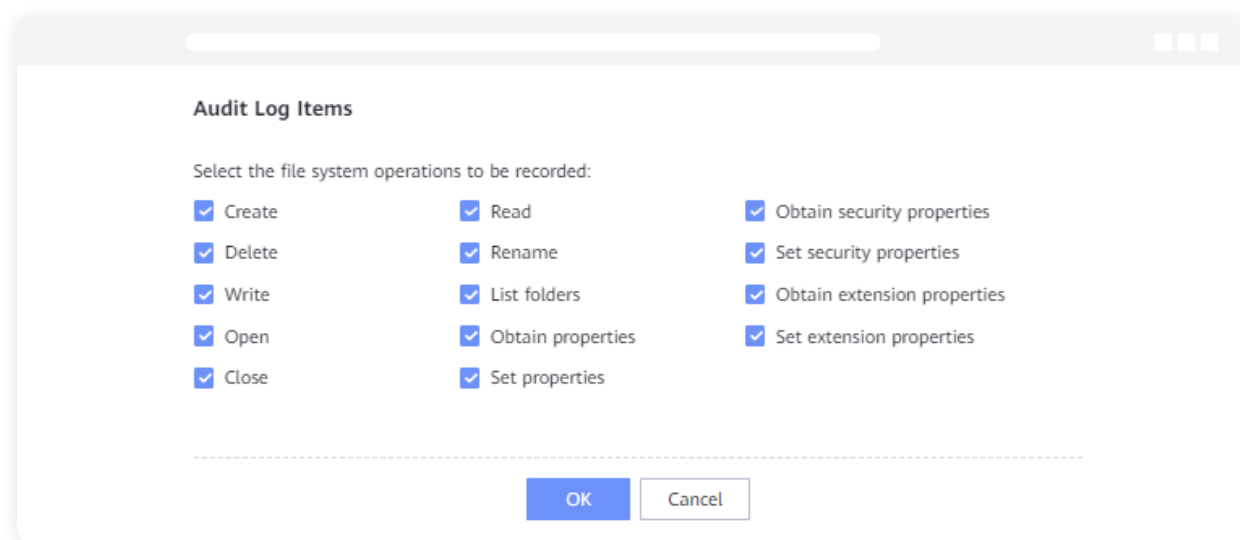 Audit Log Items
Select the file system operations to be recorded:
Create
Read
Obtain security properties
Delete
Rename
Set security properties
Write
List folders
Obtain extension properties
Open
Obtain properties
Set extension properties
Close
Set properties
OK
Cancel